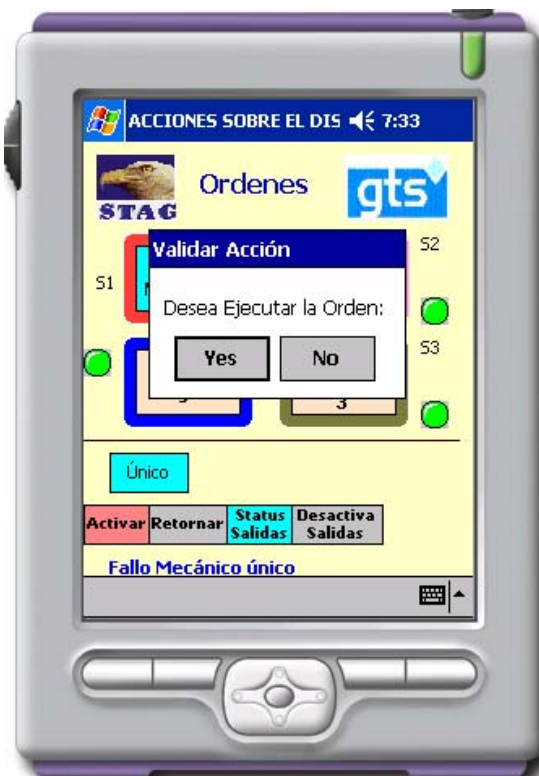 ACCIONES SOBRE EL DIS 7:33
Ordenes
STAG
gts
Validar Acción
S2
S1
Desea Ejecutar la Orden:
Yes No
S3
3
Único
Activar Retornar Status Salidas Desactiva Salidas
Fallo Mecánico único